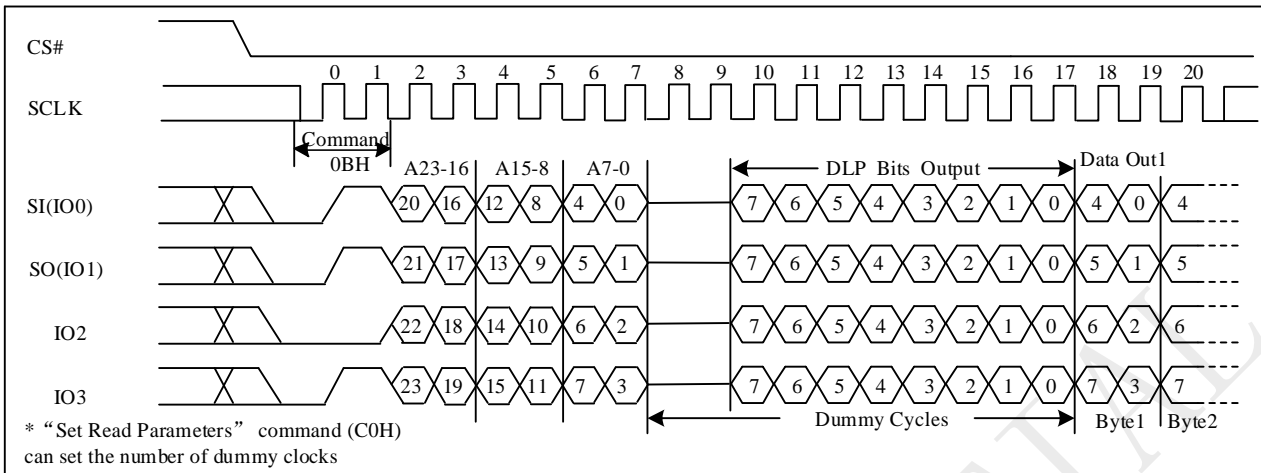 CS#
0 1 2 3 4 5 6 7 8 9 10 11 12 13 14 15 16 17 18 19 20
SCLK
Command
0BH
A23-16 A15-8 A7-0 DLP Bits Output Data Out1
SI(IO0) 20 16 12 8 4 0 7 6 5 4 3 2 1 0 4 0 4
SO(IO1) 21 17 13 9 5 1 7 6 5 4 3 2 1 0 5 1 5
IO2 22 18 14 10 6 2 7 6 5 4 3 2 1 0 6 2 6
IO3 23 19 15 11 7 3 7 6 5 4 3 2 1 0 7 3 7
Dummy Cycles Byte1 Byte2
* “Set Read Parameters” command (C0H)
can set the number of dummy clocks